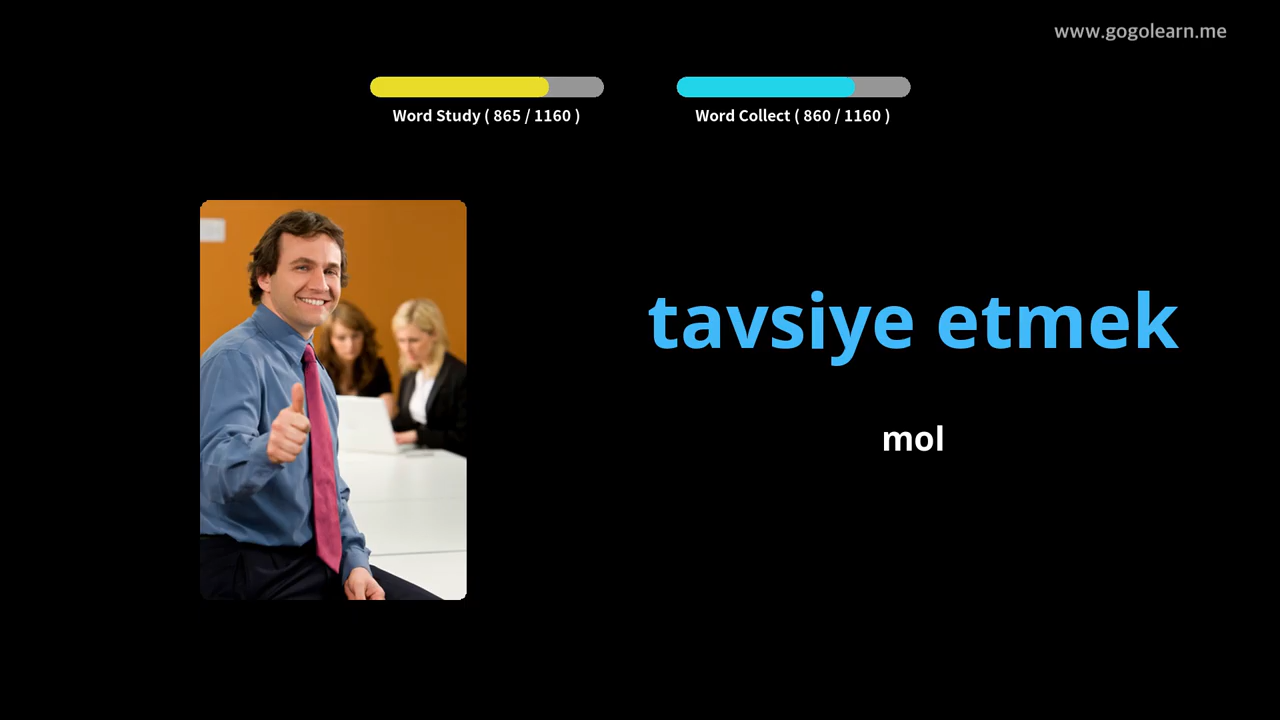 www.gogolearn.me
Word Study ( 865 / 1160 )
Word Collect ( 860 / 1160 )
tavsiye etmek
mol